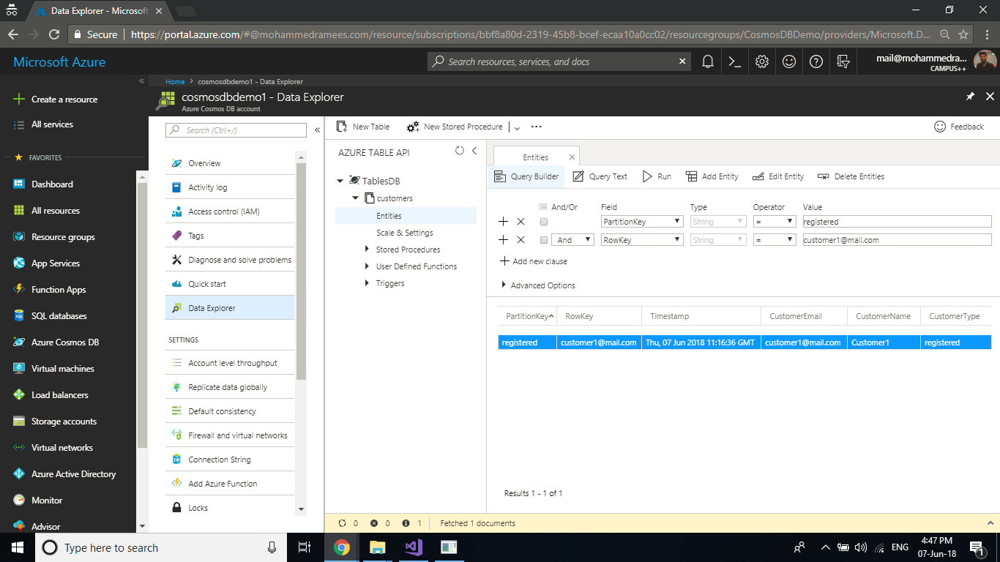 Data Explorer - Microsoft
Secure
https://portal.azure.com/#@mohammedramees.com/resource/subscriptions/bbf8a80d-2319-45b8-bcef-ecaa10a0cc02/resourcegroups/CosmosDBDemo/providers/Microsoft.D...
Microsoft Azure
Search resources, services, and docs
mail@mohammedra...
CAMPUS++
Home > cosmosdbdemo1 - Data Explorer
cosmosdbdemo1 - Data Explorer
Azure Cosmos DB account
Create a resource
All services
FAVORITES
Dashboard
All resources
Resource groups
App Services
Function Apps
SQL databases
Azure Cosmos DB
Virtual machines
Load balancers
Storage accounts
Virtual networks
Azure Active Directory
Monitor
Advisor
Search (Ctrl+/)
Overview
Activity log
Access control (IAM)
Tags
Diagnose and solve problems
Quick start
Data Explorer
SETTINGS
Account level throughput
Replicate data globally
Default consistency
Firewall and virtual networks
Connection String
Add Azure Function
Locks
New Table
New Stored Procedure
Feedback
AZURE TABLE API
TablesDB
customers
Entities
Scale & Settings
Stored Procedures
User Defined Functions
Triggers
Entities
Query Builder Query Text Run Add Entity Edit Entity Delete Entities
And/Or Field Type Operator Value
PartitionKey String = registered
And RowKey String = customer1@mail.com
Add new clause
Advanced Options
PartitionKey RowKey Timestamp CustomerEmail CustomerName CustomerType
registered customer1@mail.com Thu, 07 Jun 2018 11:16:36 GMT customer1@mail.com Customer1 registered
Results 1 - 1 of 1
0 0 1 Fetched 1 documents
Type here to search
ENG
4:47 PM
07-Jun-18
1